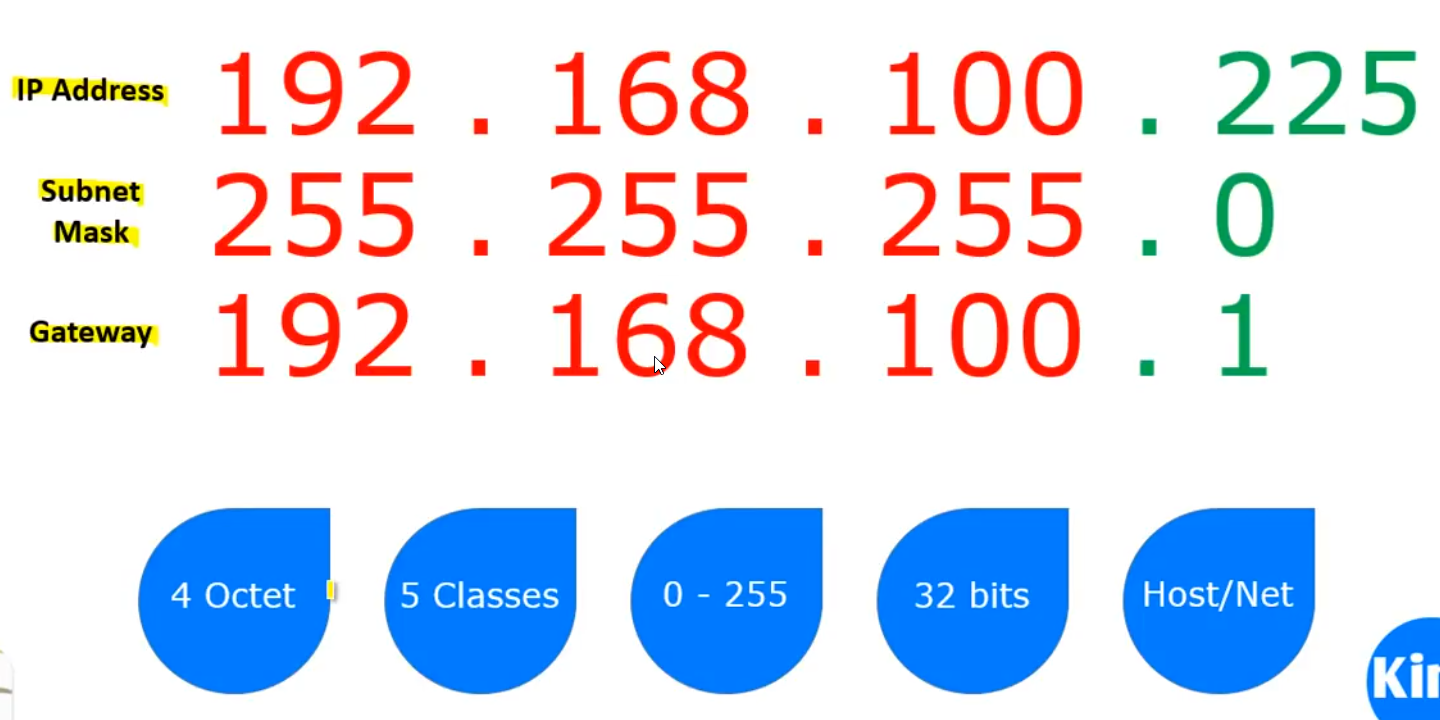 IP Address 192 . 168 . 100 . 225
Subnet
Mask 255 . 255 . 255 . 0
Gateway 192 . 168 . 100 . 1
4 Octet
5 Classes
0 - 255
32 bits
Host/Net